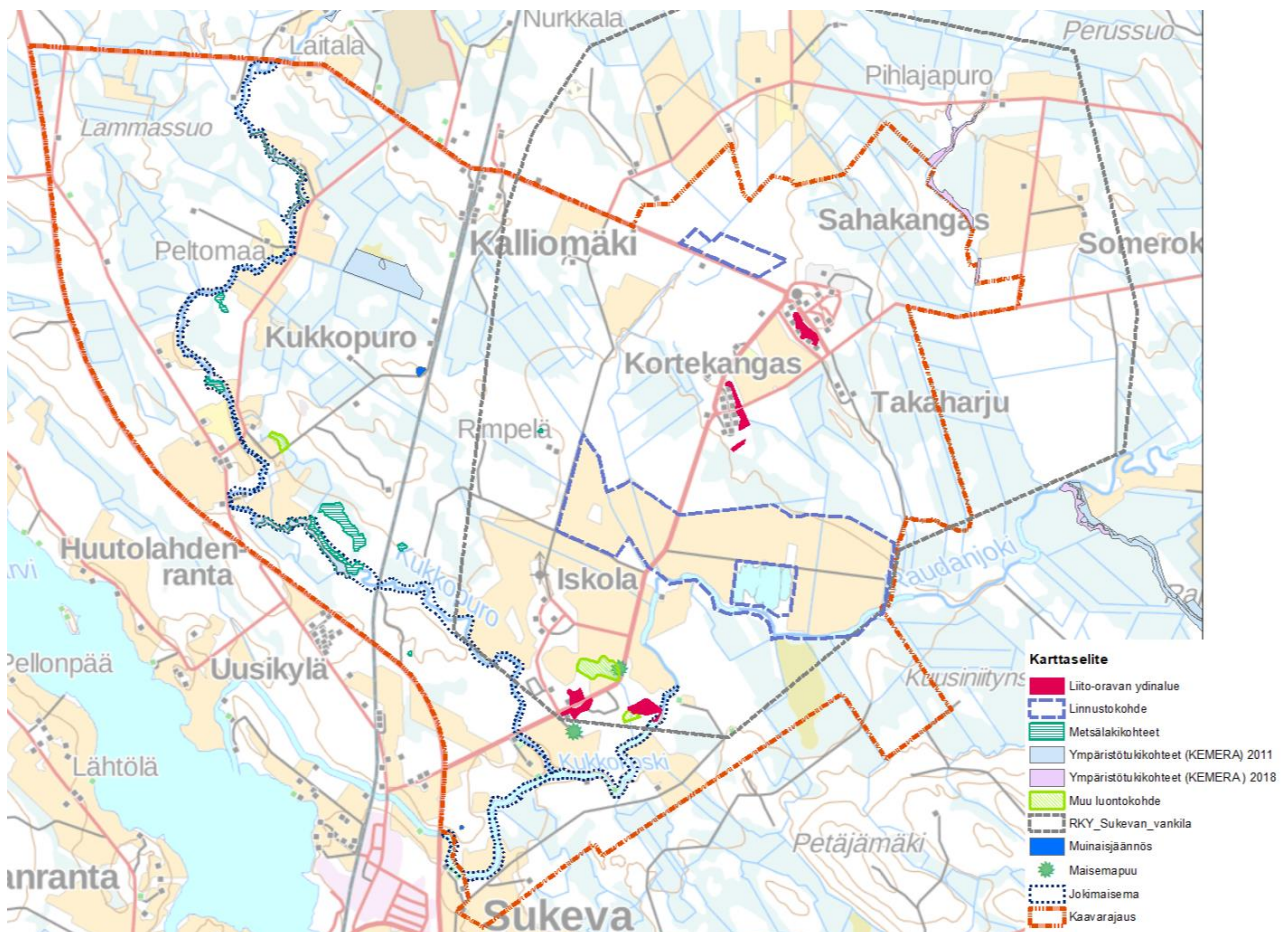 Nurkkala
Laitala
Perussuo
Pihlajapuro
Lammassuo
Sahakangas
Peltomaa
Kalliomäki
Somerok
Kukkopuro
Kortekangas
Takaharju
Rimpelä
Huutolahden-
ranta
Kukkopuro
Iskola
Laudanjoki
Uusikylä
Pellonpää
Kuusiniityns
Lähtölä
Kukkokoski
Petäjämäki
anranta
Sukeva
Karttaselite
Liito-oravan ydinalue
Linnustokohde
Metsälakikohteet
Ympäristötukikohteet (KEMERA) 2011
Ympäristötukikohteet (KEMERA ) 2018
Muu luontokohde
RKY_Sukevan_vankila
Muinaisjäännös
Maisemapuu
Jokimaisema
Kaavarajaus